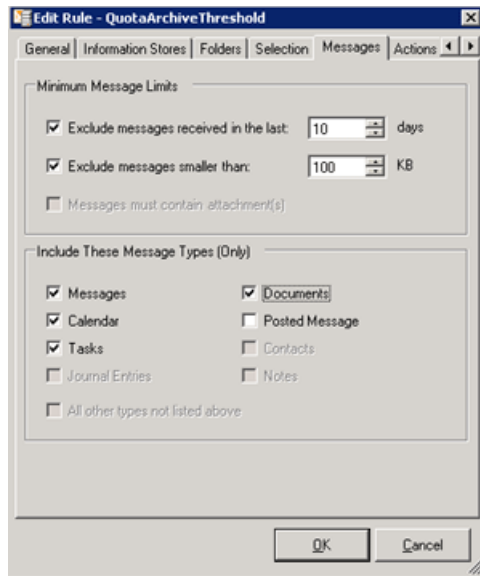 Edit Rule - QuotaArchiveThreshold
General Information Stores Folders Selection Messages Actions
Minimum Message Limits
Exclude messages received in the last: 10 days
Exclude messages smaller than: 100 KB
Messages must contain attachment(s)
Include These Message Types (Only)
Messages Documents
Calendar Posted Message
Tasks Contacts
Journal Entries Notes
All other types not listed above
OK Cancel